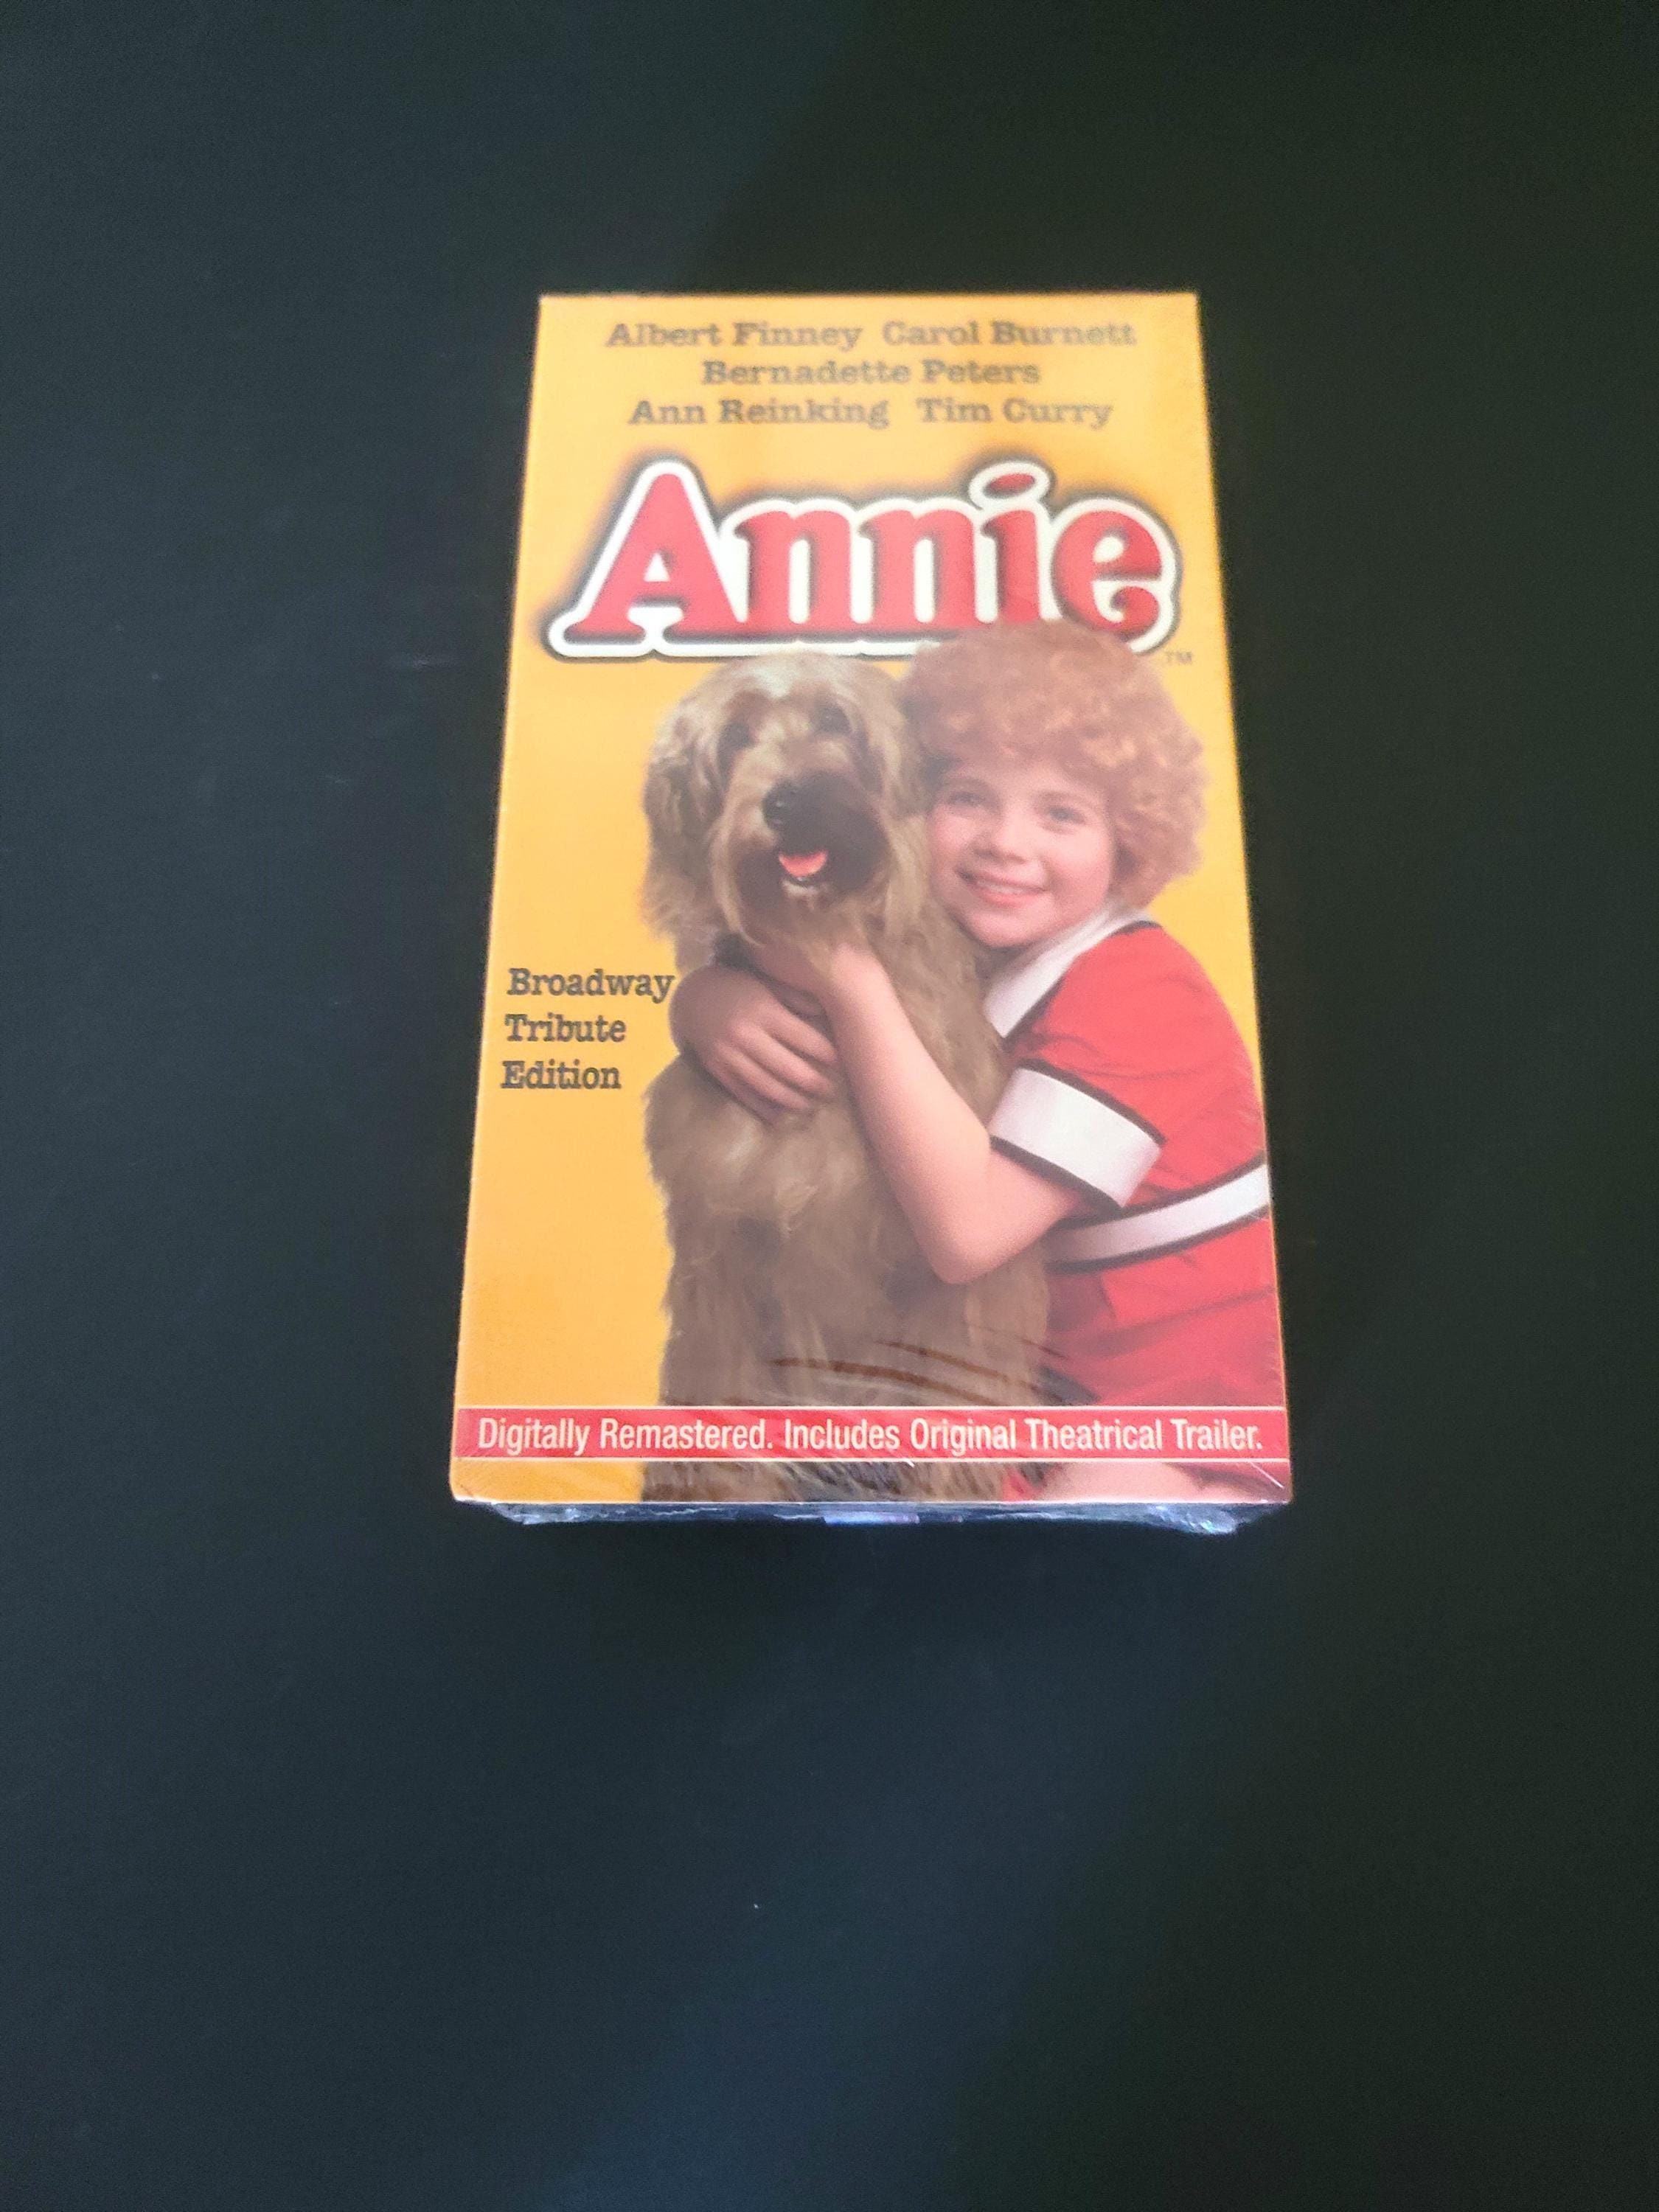 Albert Finney Carol Burnett
Bernadette Peters
Ann Reinking Tim Curry
Annie
TM
Broadway
Tribute
Edition
Digitally Remastered. Includes Original Theatrical Trailer.